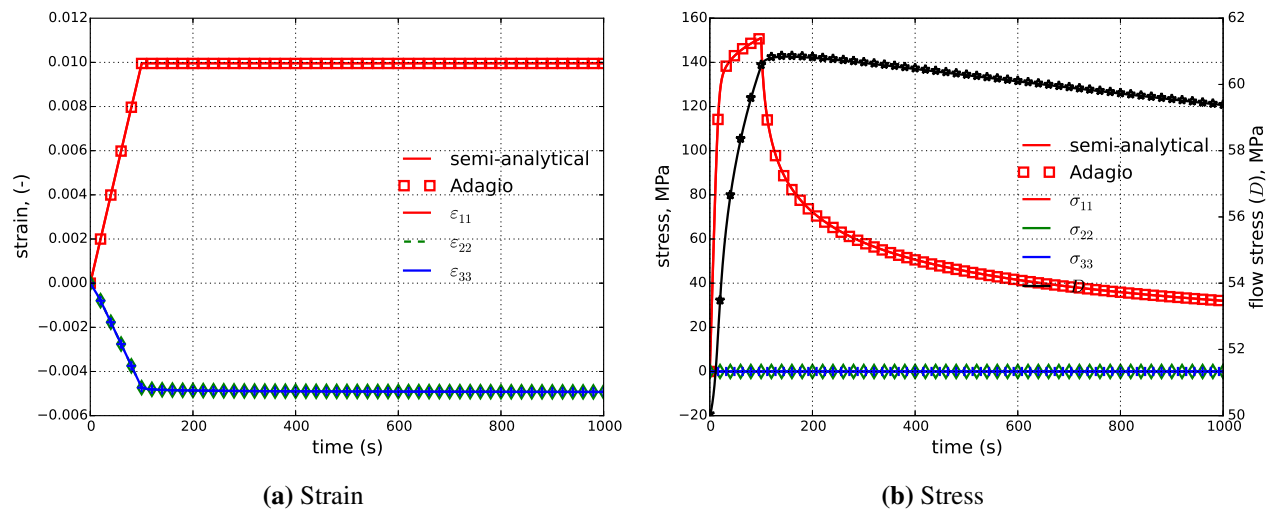 0.012
0.010
0.008
0.006
0.004
0.002
0.000
−0.002
−0.004
−0.006
0 200 400 600 800 1000
time (s)
strain, (-)
semi-analytical
Adagio
ε11
ε22
ε33
(a) Strain
160
140
120
100
80
60
40
20
0
−20
0 200 400 600 800 1000
time (s)
stress, MPa
semi-analytical
Adagio
σ11
σ22
σ33
D
62
60
58
56
54
52
50
flow stress (D), MPa
(b) Stress